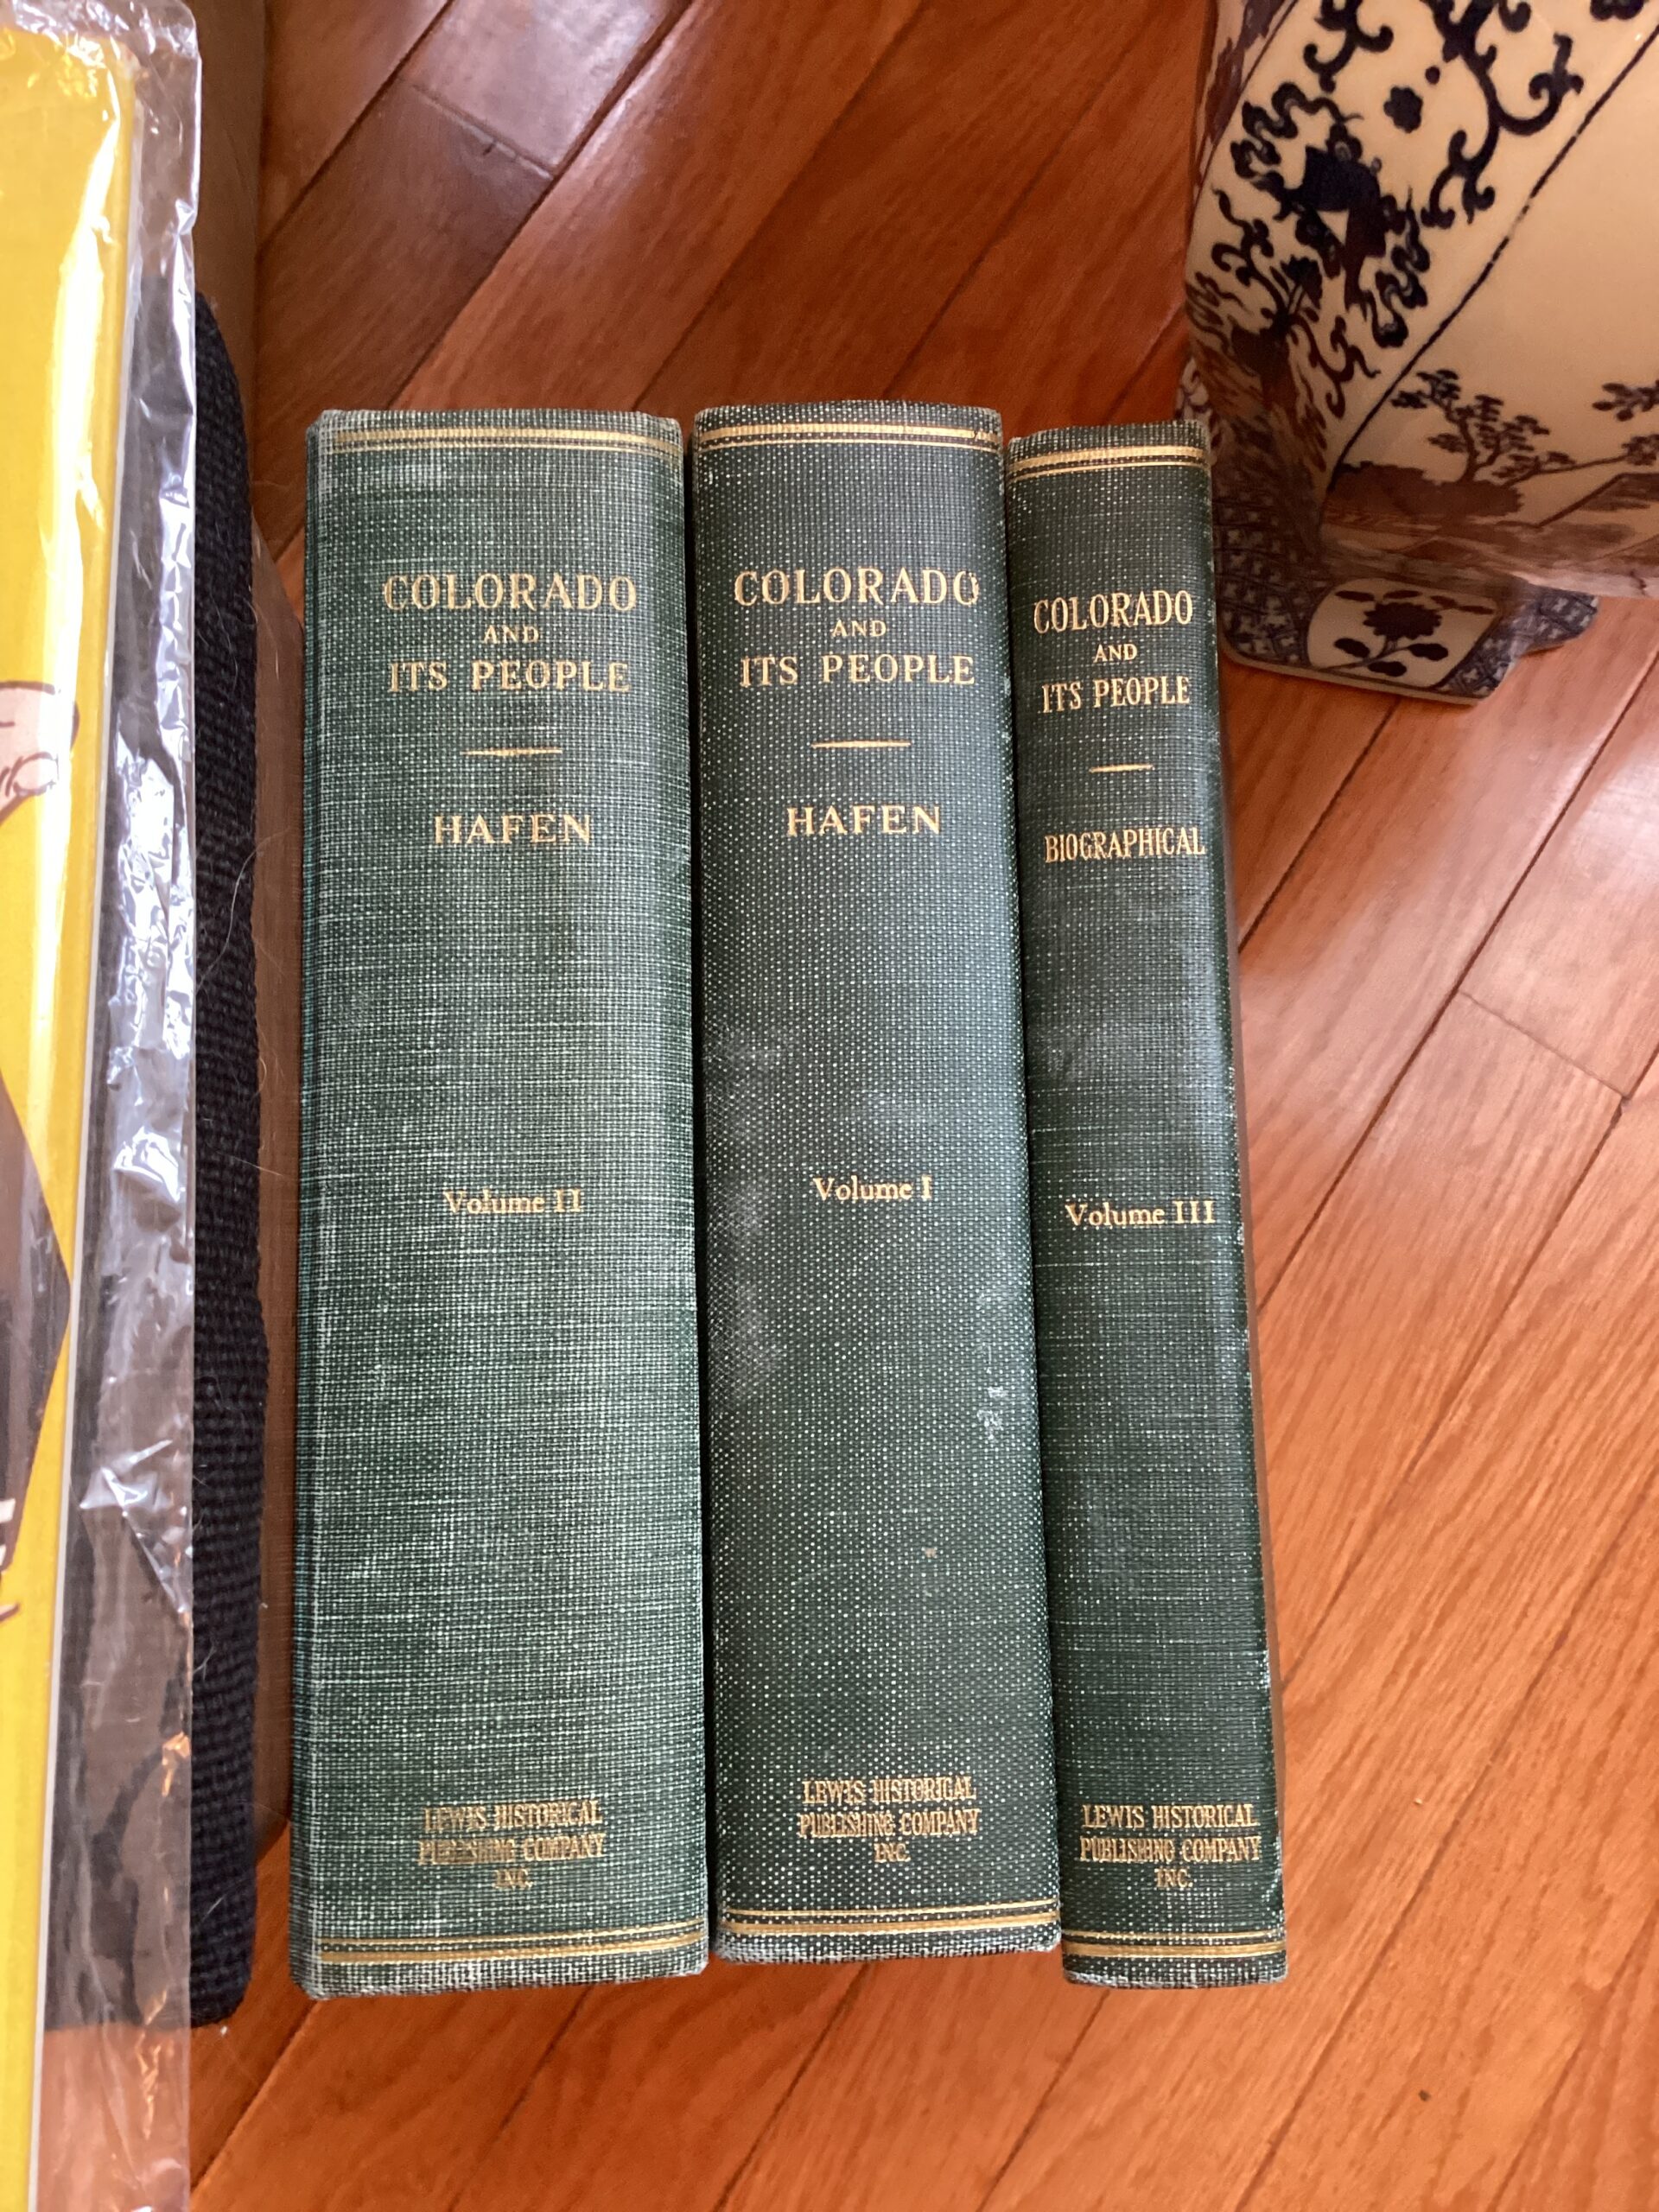 COLORADO
AND
ITS PEOPLE
HAFEN
Volume II
LEWIS HISTORICAL
PUBLISHING COMPANY
INC.
COLORADO
AND
ITS PEOPLE
HAFEN
Volume I
LEWIS HISTORICAL
PUBLISHING COMPANY
INC.
COLORADO
AND
ITS PEOPLE
BIOGRAPHICAL
Volume III
LEWIS HISTORICAL
PUBLISHING COMPANY
INC.